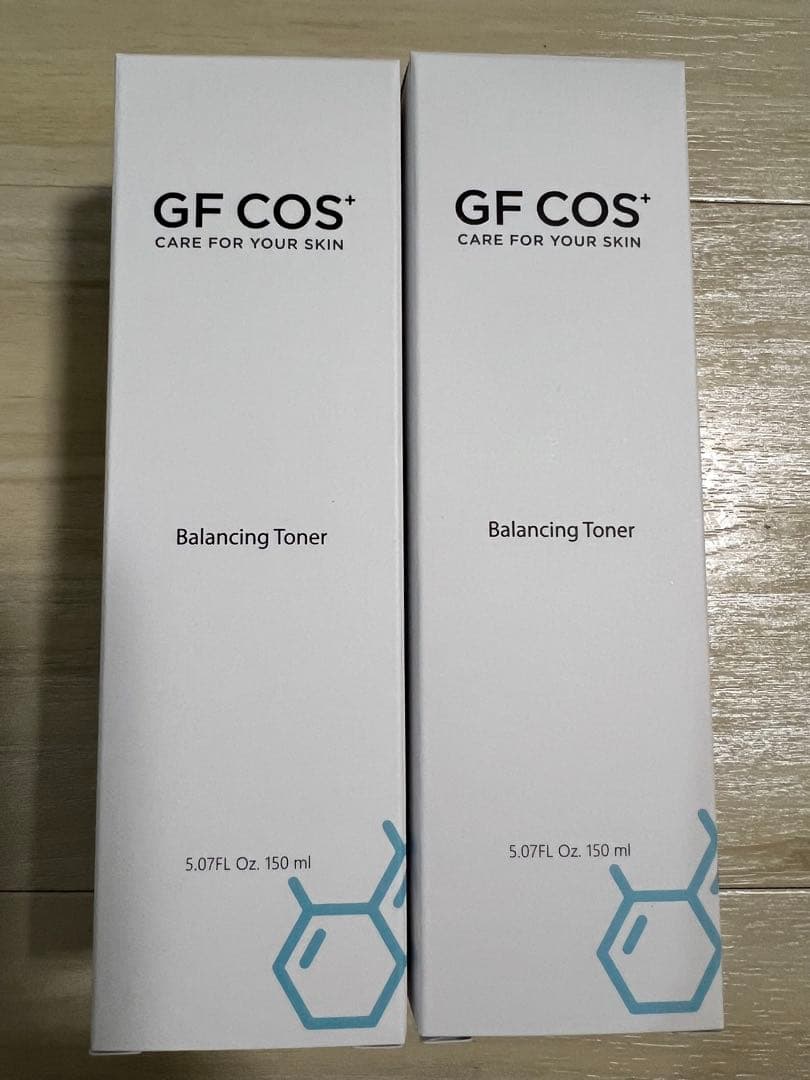 GF COS+
CARE FOR YOUR SKIN
Balancing Toner
5.07FL Oz. 150 ml
GF COS+
CARE FOR YOUR SKIN
Balancing Toner
5.07FL Oz. 150 ml